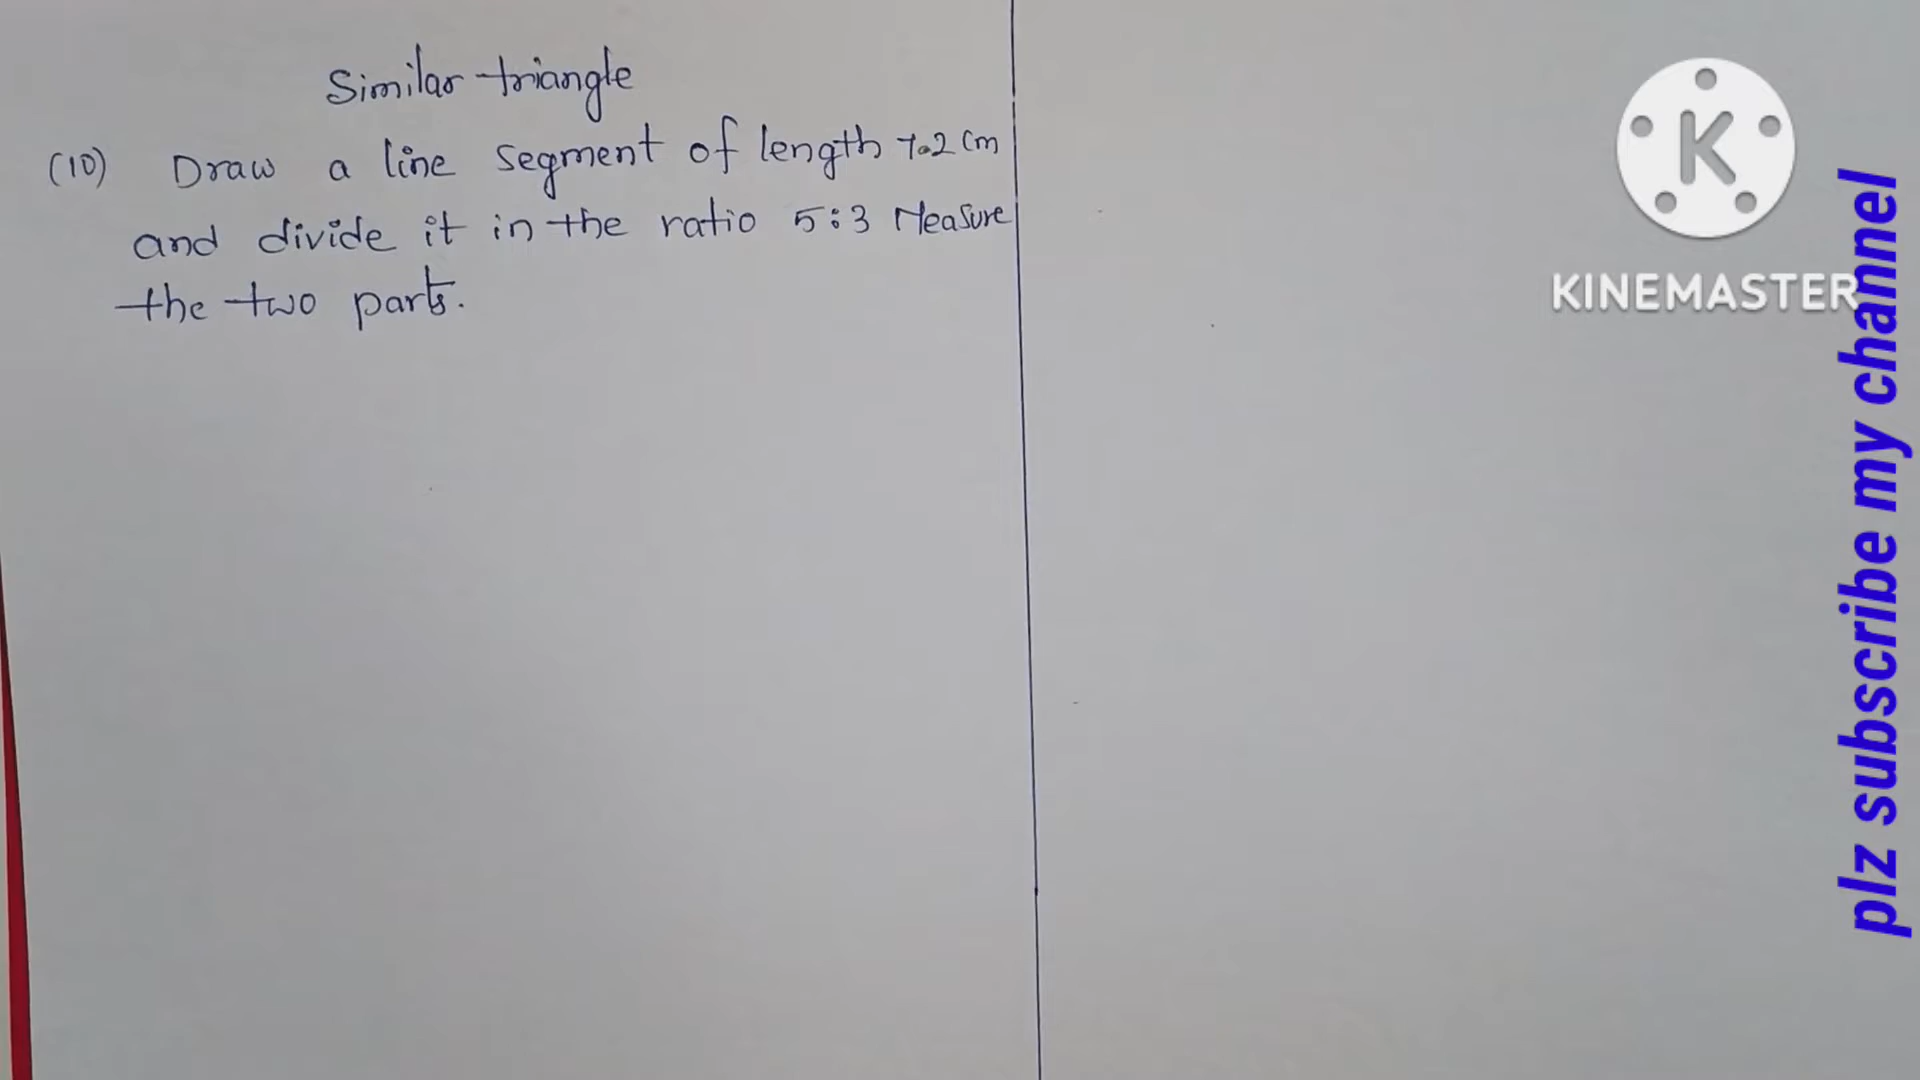 Similar triangle
(10) Draw a line segment of length 7.2 cm
and divide it in the ratio 5:3 Measure
the two parts.
K
KINEMASTER
plz subscribe my channel